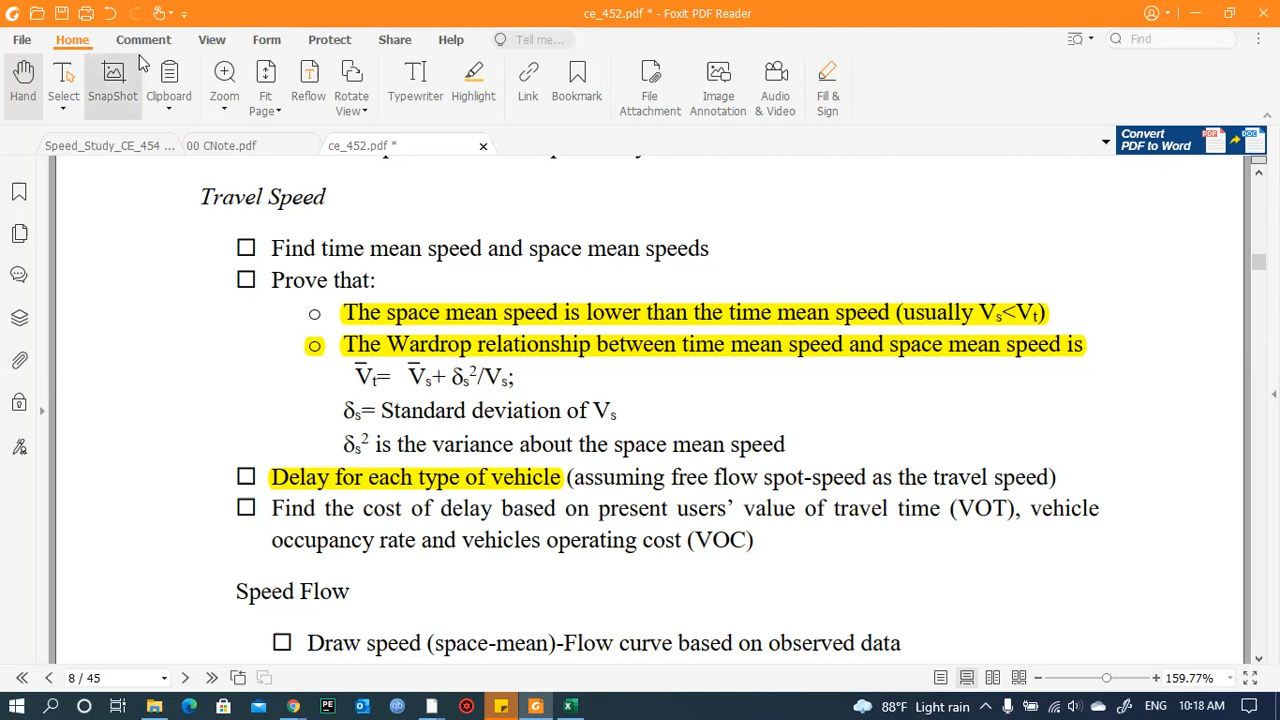 ce_452.pdf * - Foxit PDF Reader
File Home Comment View Form Protect Share Help Tell me... Find
Hand Select SnapShot Clipboard Zoom Fit Page Reflow Rotate View Typewriter Highlight Link Bookmark File Attachment Image Annotation Audio & Video Fill & Sign
Speed_Study_CE_454 ... 00 CNote.pdf ce_452.pdf * Convert PDF to Word PDF DOC
Travel Speed
Find time mean speed and space mean speeds
Prove that:
The space mean speed is lower than the time mean speed (usually Vs<Vt)
The Wardrop relationship between time mean speed and space mean speed is
V̅t= V̅s+ δs²/Vs;
δs= Standard deviation of Vs
δs² is the variance about the space mean speed
Delay for each type of vehicle (assuming free flow spot-speed as the travel speed)
Find the cost of delay based on present users’ value of travel time (VOT), vehicle
occupancy rate and vehicles operating cost (VOC)
Speed Flow
Draw speed (space-mean)-Flow curve based on observed data
8 / 45 159.77%
88°F Light rain ENG 10:18 AM